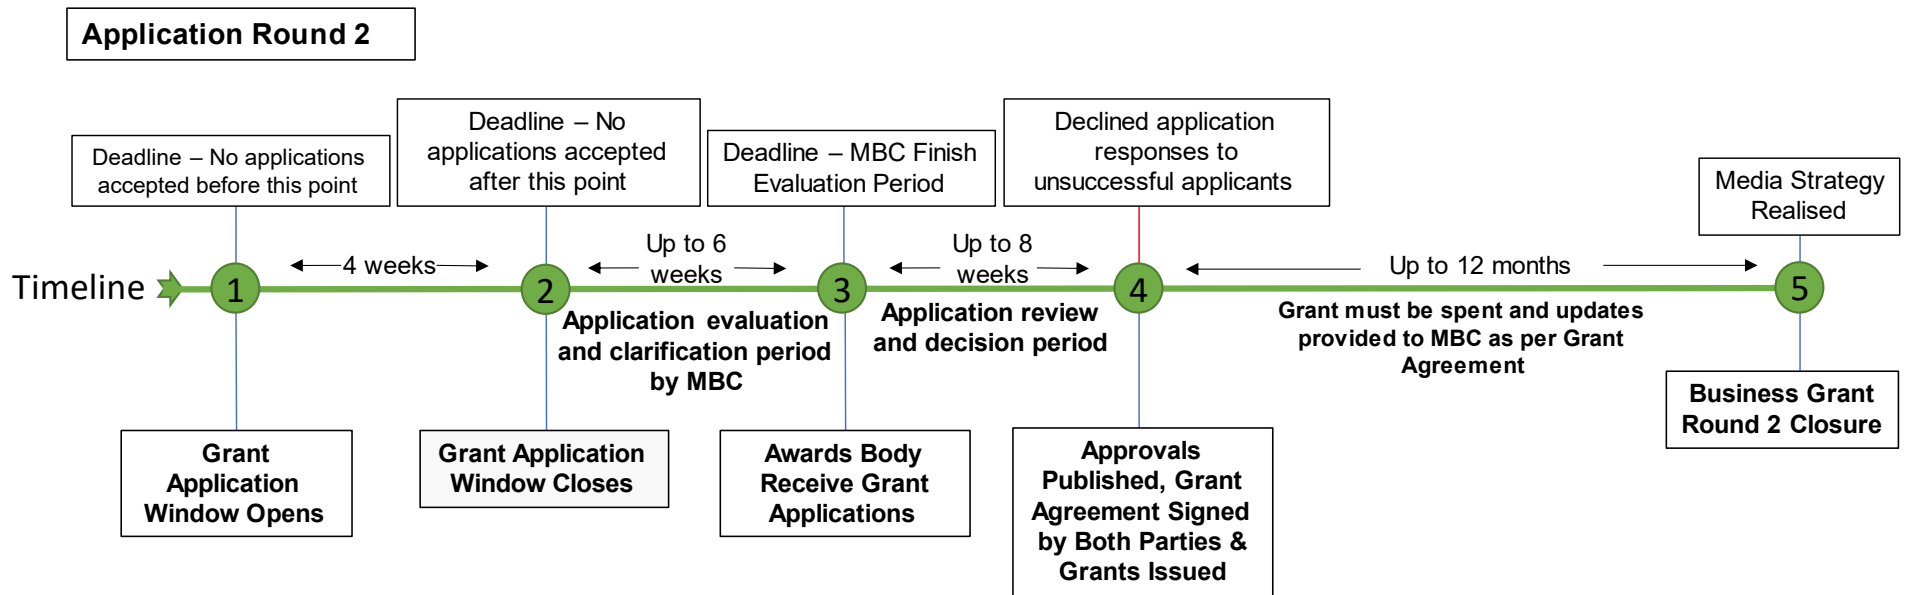 Application Round 2
Deadline – No applications
accepted before this point
Deadline – No
applications accepted
after this point
Deadline – MBC Finish
Evaluation Period
Declined application
responses to
unsuccessful applicants
Media Strategy
Realised
Timeline
1
4 weeks
2
Up to 6
weeks
3
Up to 8
weeks
4
Up to 12 months
5
Application evaluation
and clarification period
by MBC
Application review
and decision period
Grant must be spent and updates
provided to MBC as per Grant
Agreement
Grant
Application
Window Opens
Grant Application
Window Closes
Awards Body
Receive Grant
Applications
Approvals
Published, Grant
Agreement Signed
by Both Parties &
Grants Issued
Business Grant
Round 2 Closure